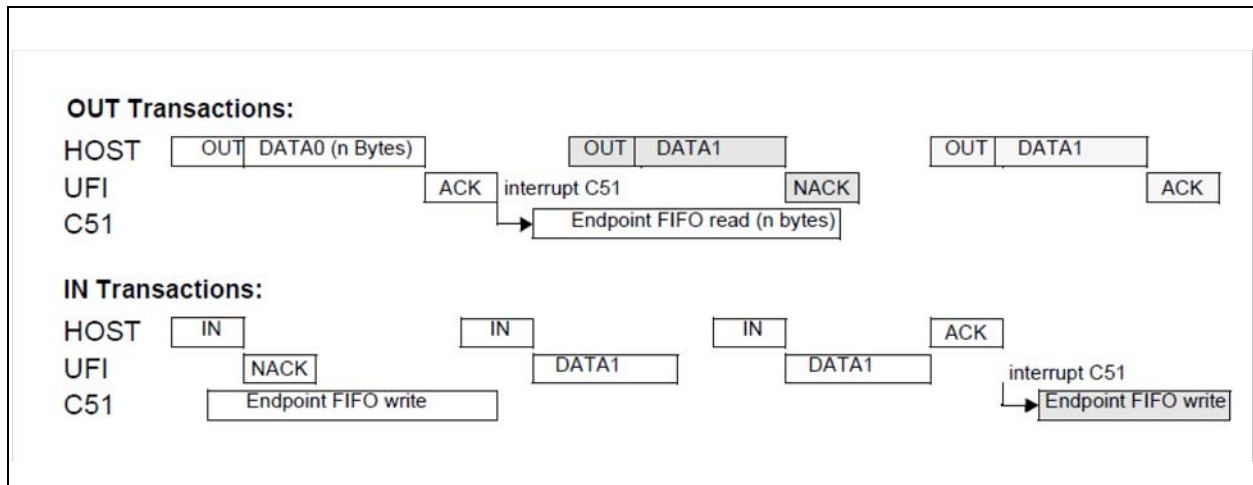 OUT Transactions:
HOST OUT DATA0 (n Bytes) OUT DATA1 OUT DATA1
UFI ACK interrupt C51 NACK ACK
C51 Endpoint FIFO read (n bytes)
IN Transactions:
HOST IN IN IN ACK
UFI NACK DATA1 DATA1 interrupt C51
C51 Endpoint FIFO write Endpoint FIFO write